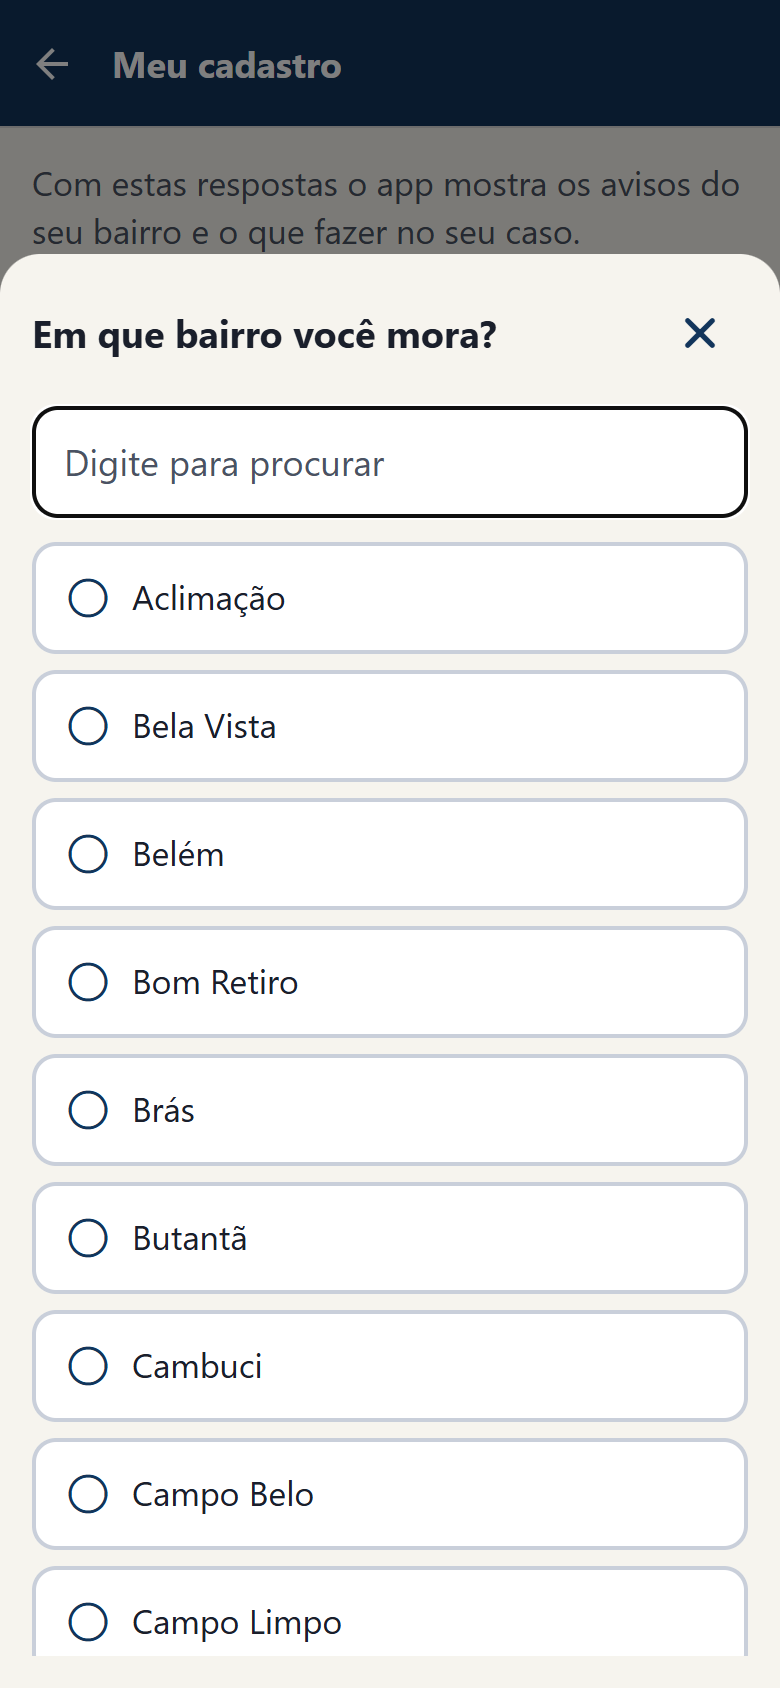 Meu cadastro
Com estas respostas o app mostra os avisos do
seu bairro e o que fazer no seu caso.
Em que bairro você mora?
Digite para procurar
Aclimação
Bela Vista
Belém
Bom Retiro
Brás
Butantã
Cambuci
Campo Belo
Campo Limpo